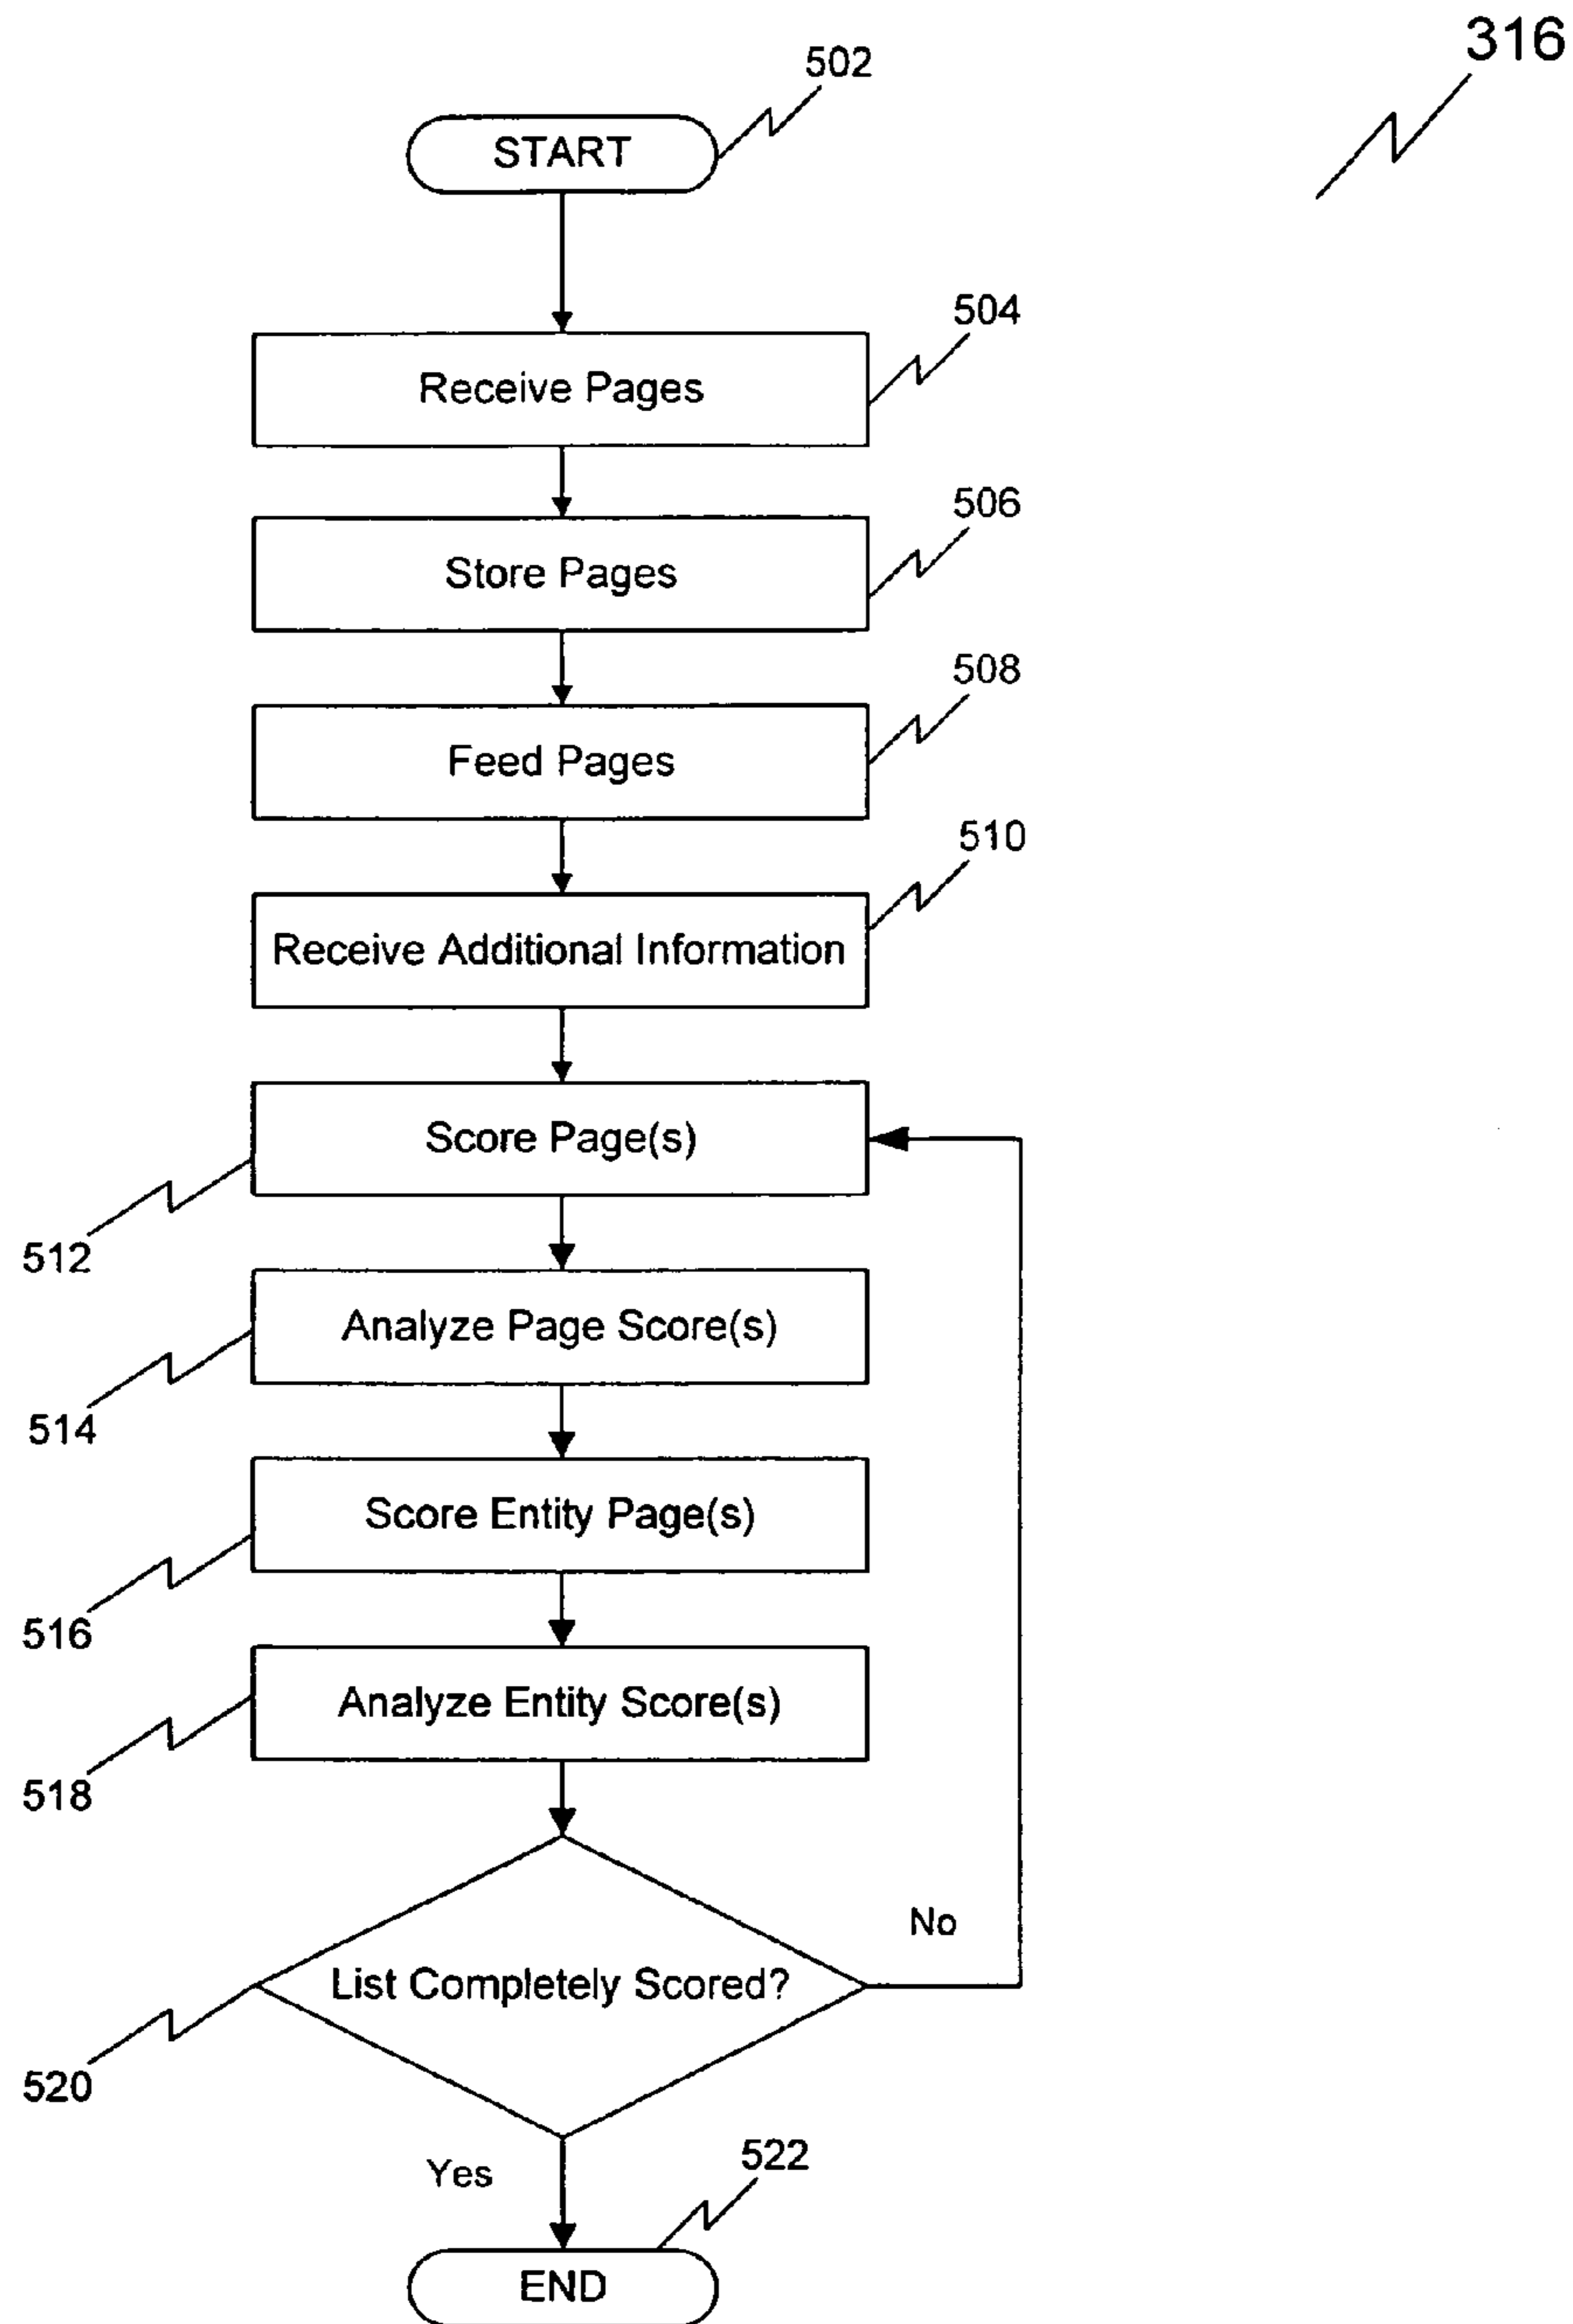 316
502
START
504
Receive Pages
506
Store Pages
508
Feed Pages
510
Receive Additional Information
Score Page(s)
512
Analyze Page Score(s)
514
Score Entity Page(s)
516
Analyze Entity Score(s)
518
No
List Completely Scored?
520
Yes
522
END